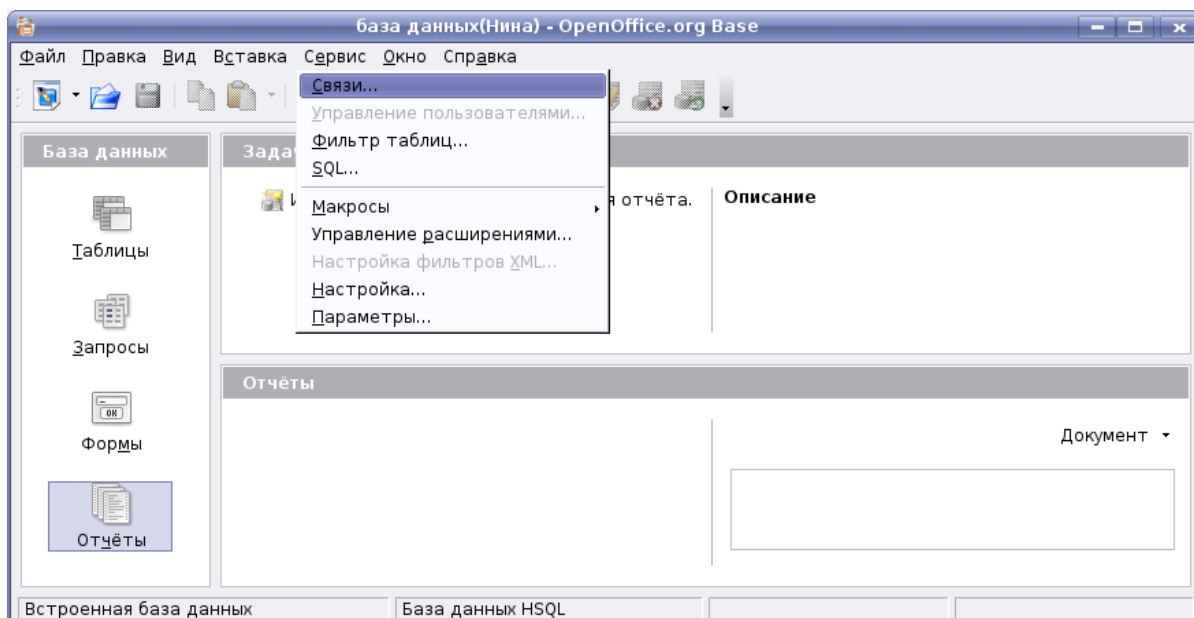 база данных(Нина) - OpenOffice.org Base
Файл Правка Вид Вставка Сервис Окно Справка
Связи...
Управление пользователями...
Фильтр таблиц...
SQL...
Макросы
Управление расширениями...
Настройка фильтров XML...
Настройка...
Параметры...
База данных
Таблицы
Запросы
Формы
Отчёты
отчёта.
Описание
Отчёты
Документ
Встроенная база данных
База данных HSQL